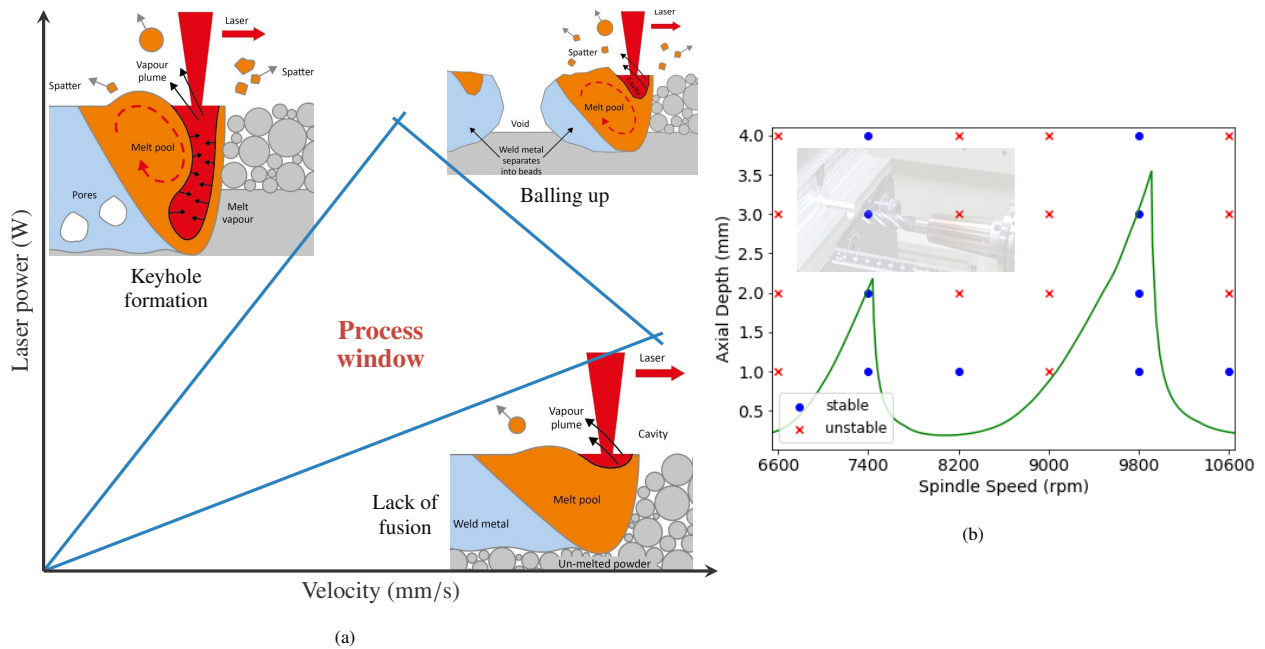 Laser
Vapour
plume
Spatter
Spatter
Melt pool
Pores
Melt
vapour
Keyhole
formation
Laser
Spatter
Cavity
Melt pool
Void
Weld metal
separates
into beads
Balling up
Process
window
Laser
Vapour
plume
Cavity
Melt pool
Weld metal
Un-melted powder
Lack of
fusion
Laser power (W)
Velocity (mm/s)
(a)
Axial Depth (mm)
4.0
3.0
2.5
2.0
1.5
1.0
0.5
stable
unstable
6600
7400
8200
9000
9800
10600
Spindle Speed (rpm)
(b)